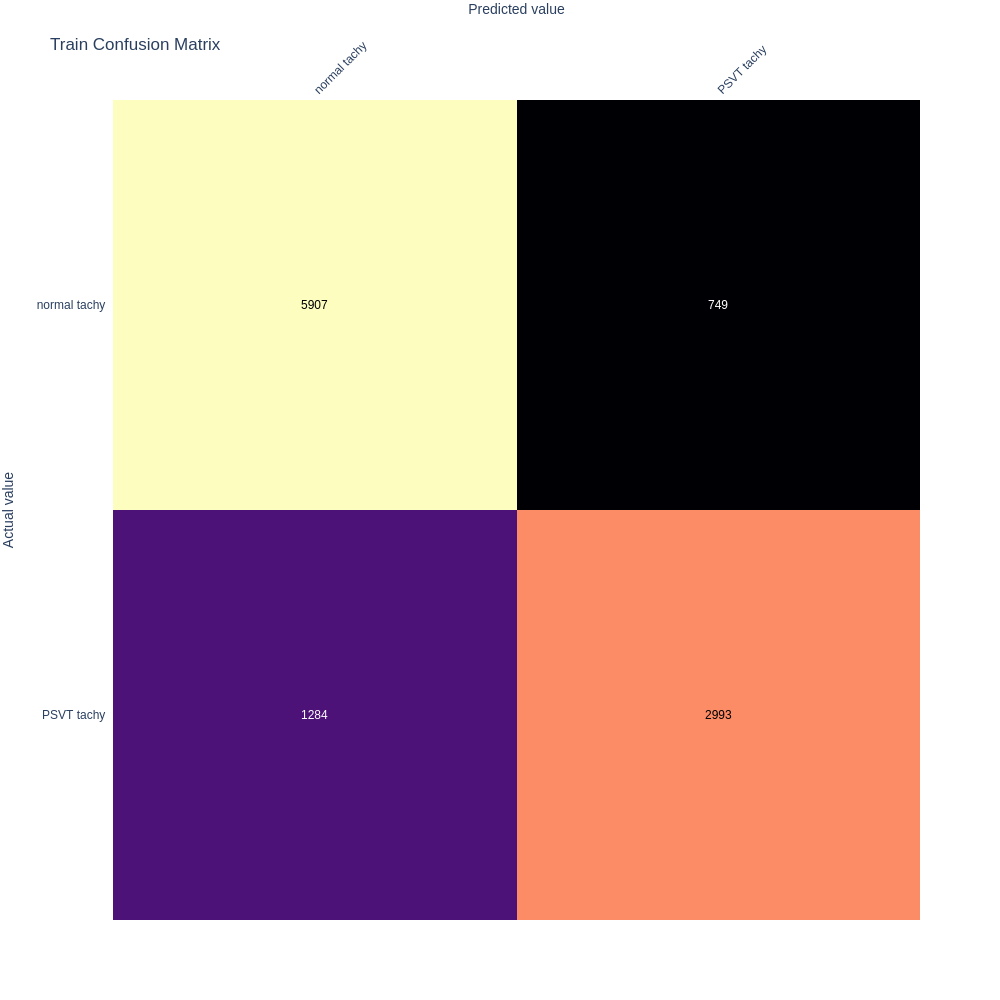 Predicted value
Train Confusion Matrix
normal tachy
PSVT tachy
normal tachy
5907
749
Actual value
PSVT tachy
1284
2993